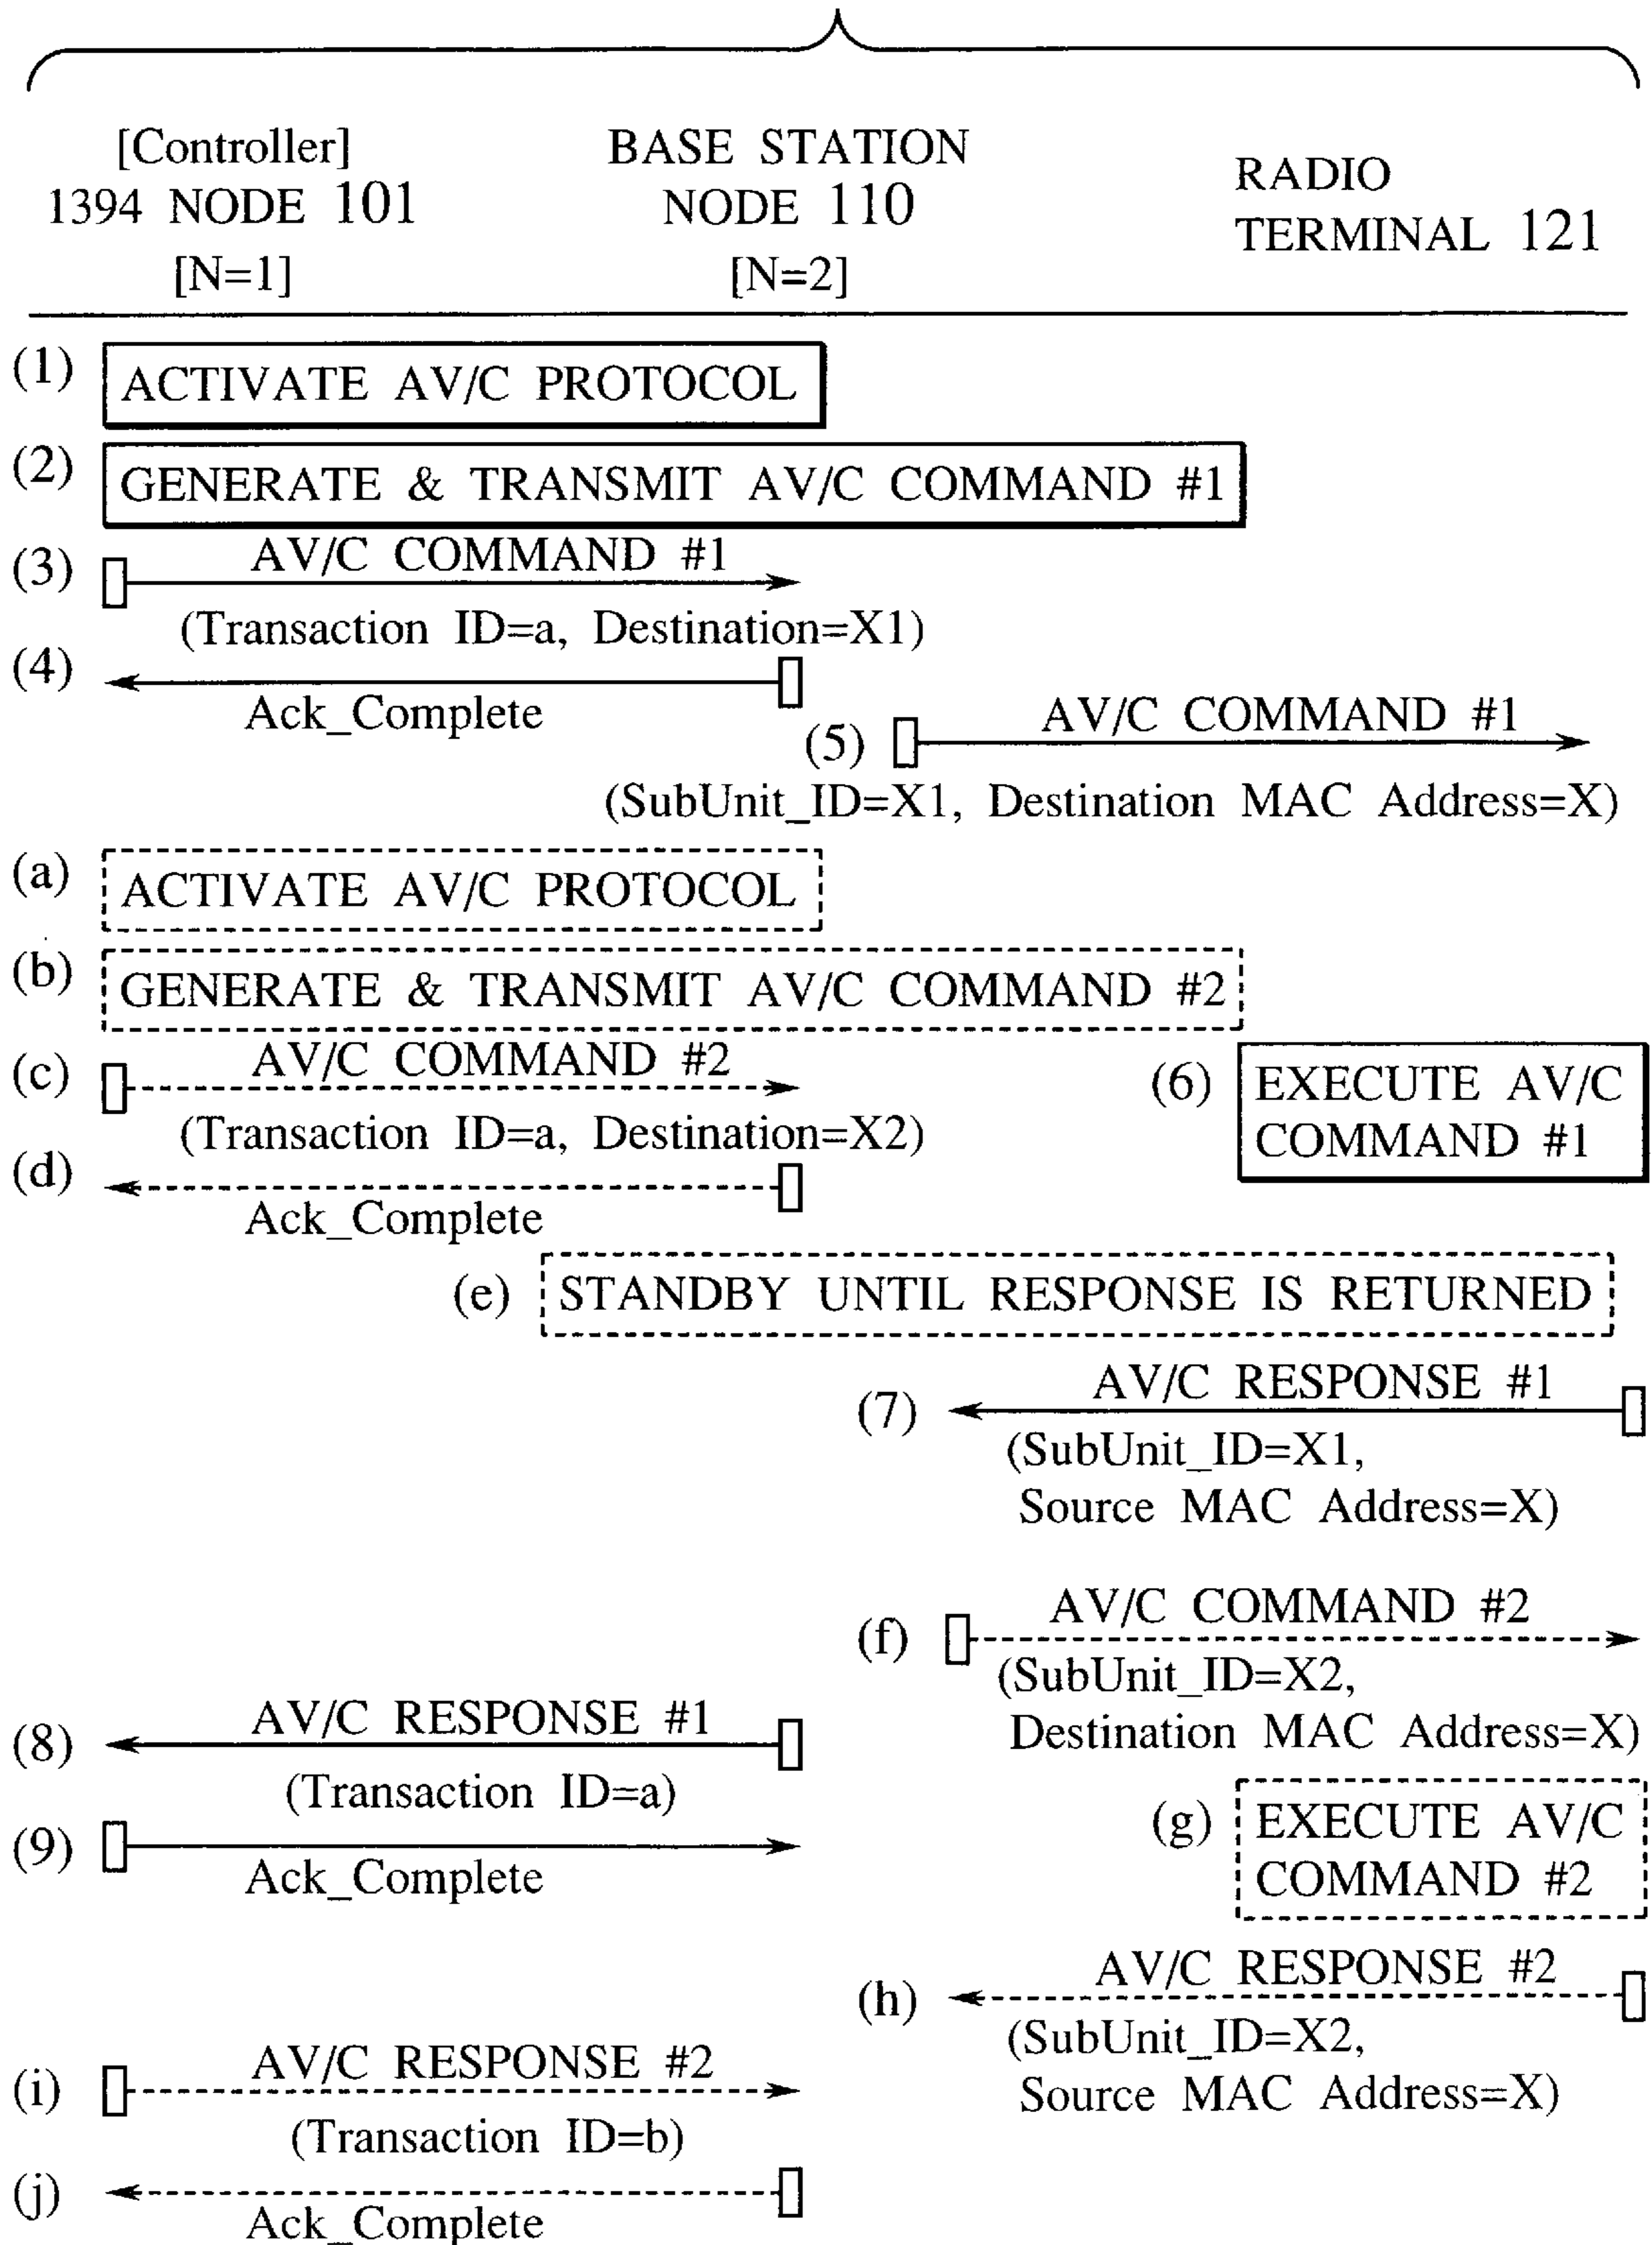 [Controller]
1394 NODE 101
[N=1]
BASE STATION
NODE 110
[N=2]
RADIO
TERMINAL 121
(1) ACTIVATE AV/C PROTOCOL
(2) GENERATE & TRANSMIT AV/C COMMAND #1
(3) AV/C COMMAND #1
(Transaction ID=a, Destination=X1)
(4) Ack_Complete
(5) AV/C COMMAND #1
(SubUnit_ID=X1, Destination MAC Address=X)
(a) ACTIVATE AV/C PROTOCOL
(b) GENERATE & TRANSMIT AV/C COMMAND #2
(c) AV/C COMMAND #2
(Transaction ID=a, Destination=X2)
(6) EXECUTE AV/C
COMMAND #1
(d) Ack_Complete
(e) STANDBY UNTIL RESPONSE IS RETURNED
(7) AV/C RESPONSE #1
(SubUnit_ID=X1,
Source MAC Address=X)
(f) AV/C COMMAND #2
(SubUnit_ID=X2,
Destination MAC Address=X)
(8) AV/C RESPONSE #1
(Transaction ID=a)
(g) EXECUTE AV/C
COMMAND #2
(9) Ack_Complete
(h) AV/C RESPONSE #2
(SubUnit_ID=X2,
Source MAC Address=X)
(i) AV/C RESPONSE #2
(Transaction ID=b)
(j) Ack_Complete